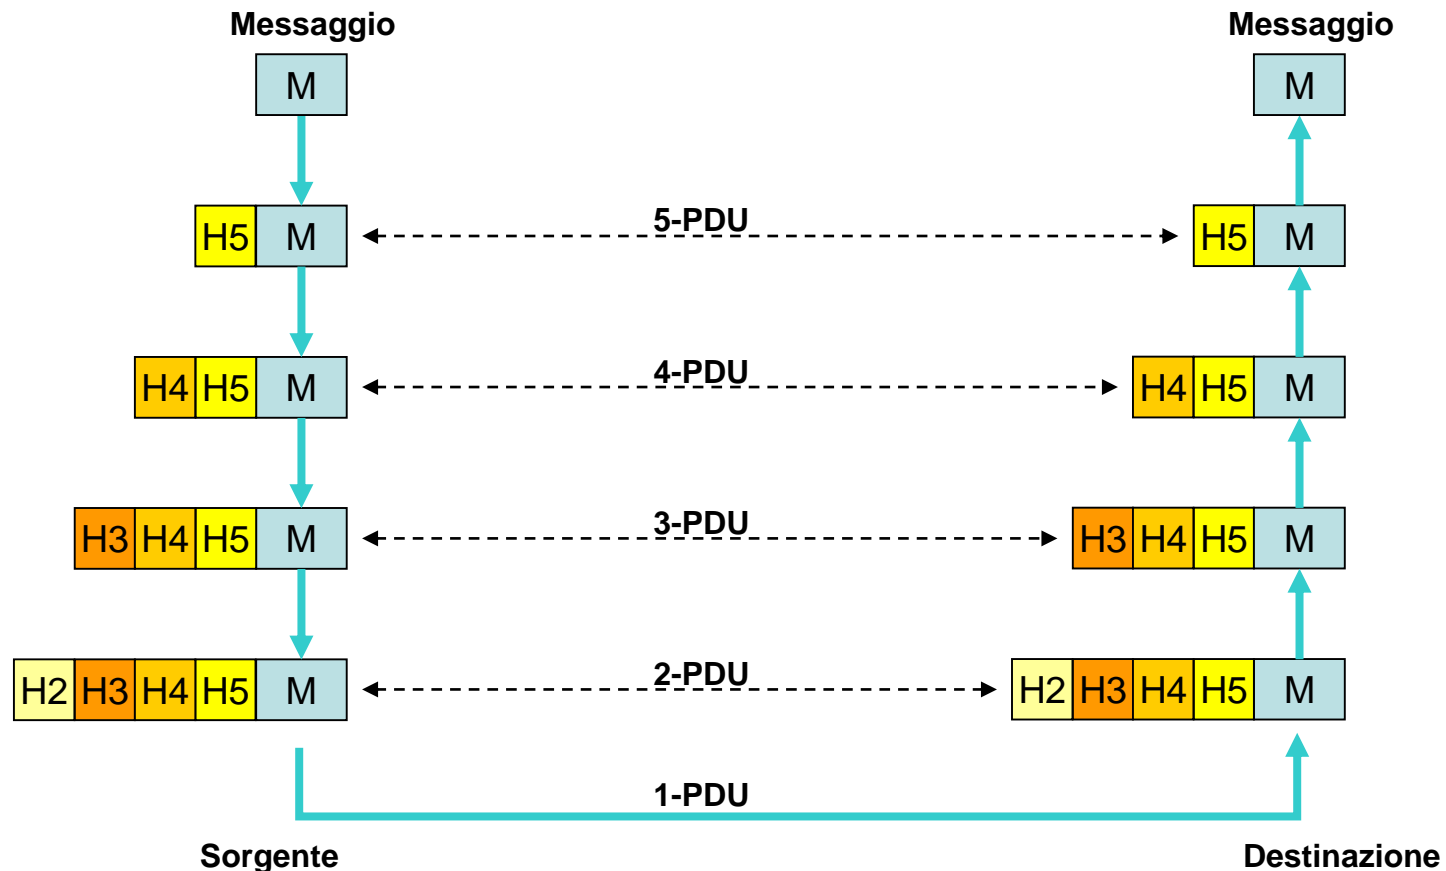 Messaggio Messaggio
M M
H5 M 5-PDU H5 M
H4 H5 M 4-PDU H4 H5 M
H3 H4 H5 M 3-PDU H3 H4 H5 M
H2 H3 H4 H5 M 2-PDU H2 H3 H4 H5 M
1-PDU
Sorgente Destinazione